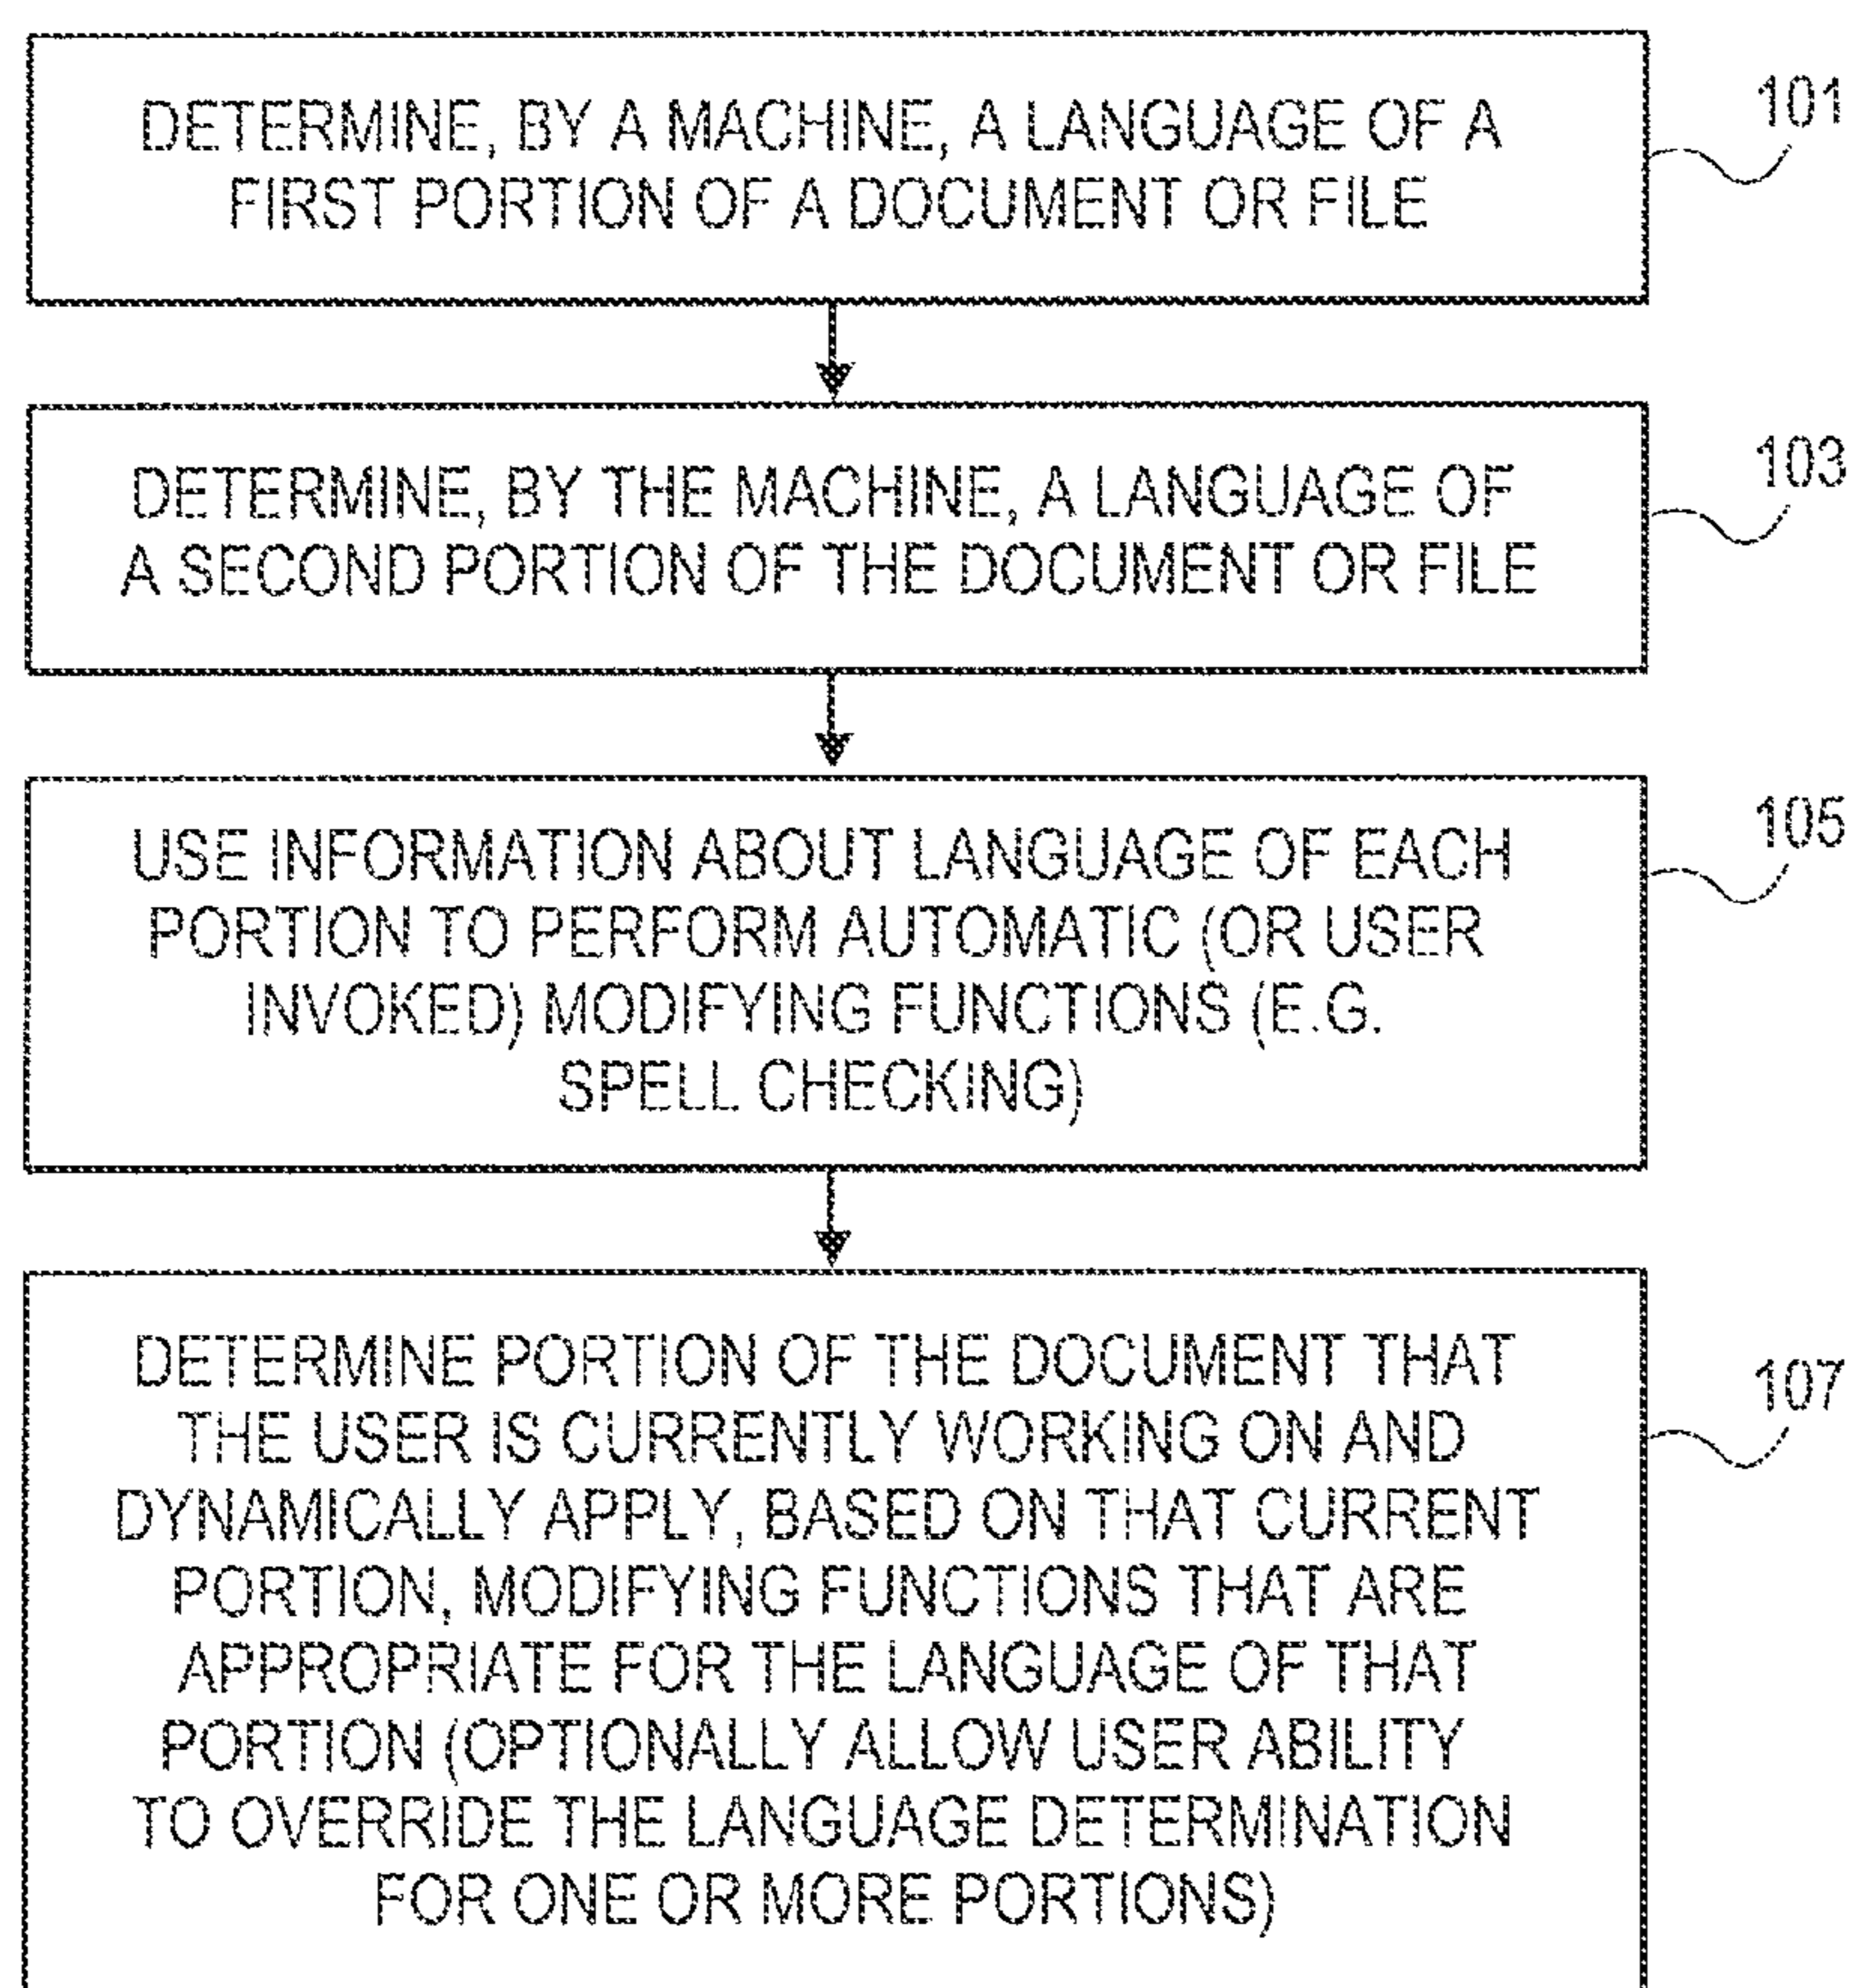 DETERMINE, BY A MACHINE, A LANGUAGE OF A
FIRST PORTION OF A DOCUMENT OR FILE
101
DETERMINE, BY THE MACHINE, A LANGUAGE OF
A SECOND PORTION OF THE DOCUMENT OR FILE
103
USE INFORMATION ABOUT LANGUAGE OF EACH
PORTION TO PERFORM AUTOMATIC (OR USER
INVOKED) MODIFYING FUNCTIONS (E.G.
SPELL CHECKING)
105
DETERMINE PORTION OF THE DOCUMENT THAT
THE USER IS CURRENTLY WORKING ON AND
DYNAMICALLY APPLY, BASED ON THAT CURRENT
PORTION, MODIFYING FUNCTIONS THAT ARE
APPROPRIATE FOR THE LANGUAGE OF THAT
PORTION (OPTIONALLY ALLOW USER ABILITY
TO OVERRIDE THE LANGUAGE DETERMINATION
FOR ONE OR MORE PORTIONS)
107